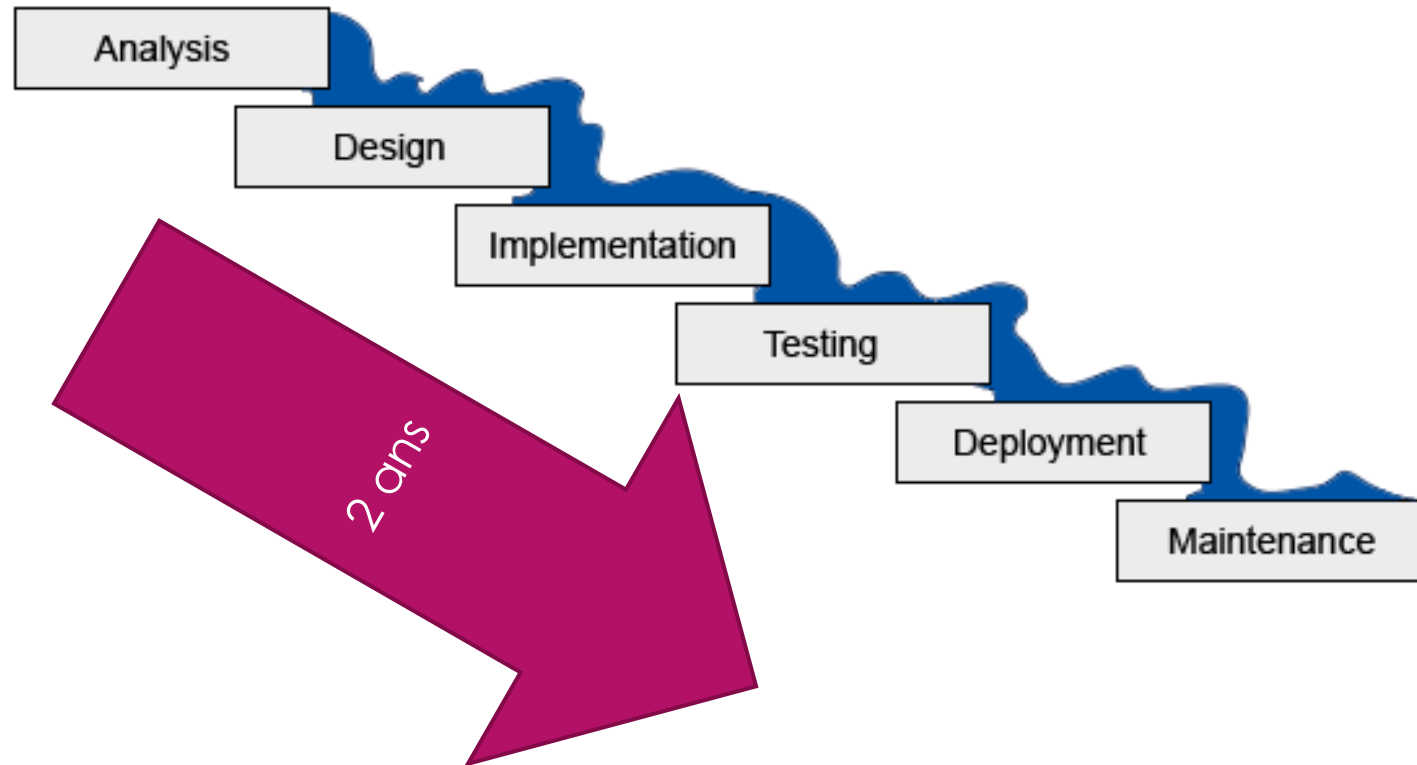 Analysis
Design
Implementation
Testing
Deployment
Maintenance
2 ans